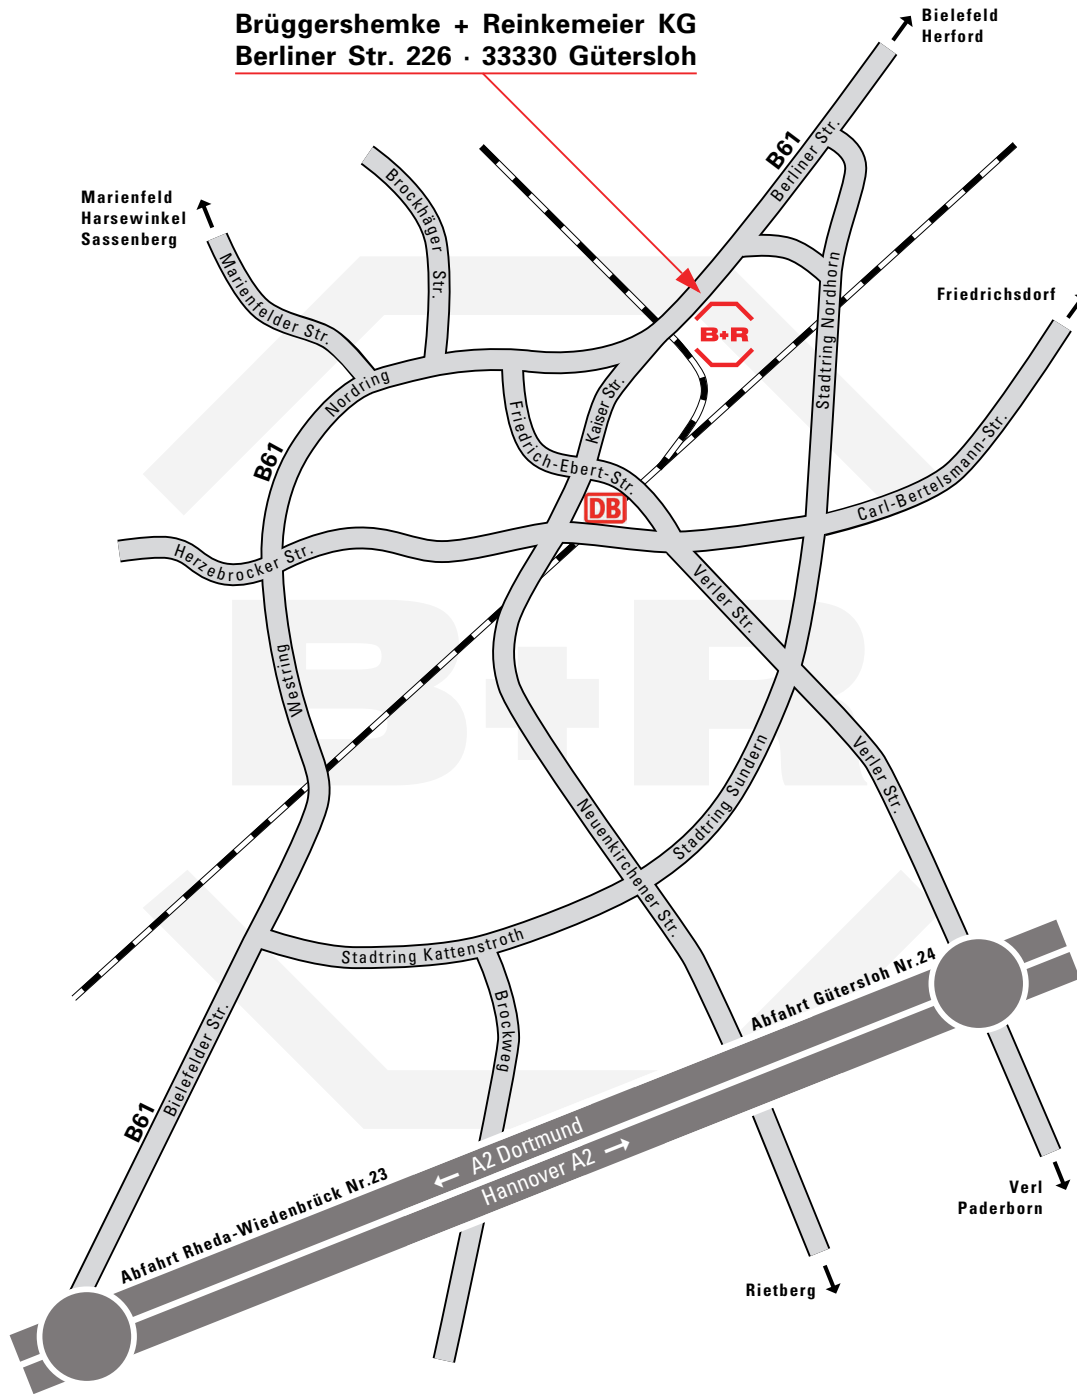 Brüggershemke + Reinkemeier KG
Berliner Str. 226 · 33330 Gütersloh
Bielefeld
Herford
B61
Berliner Str.
Brockhäger Str.
Marienfeld
Harsewinkel
Sassenberg
Marienfelder Str.
Stadtring Nordhorn
Friedrichsdorf
B+R
Nordring
Kaiser Str.
Friedrich-Ebert-Str.
B61
DB
Carl-Bertelsmann-Str.
Herzebrocker Str.
Verler Str.
B+R
Westring
Verler Str.
Stadtring Sundern
Neuenkirchener Str.
Stadtring Kattenstroth
Abfahrt Gütersloh Nr.24
Brockweg
Bielefelder Str.
B61
A2 Dortmund
Hannover A2
Abfahrt Rheda-Wiedenbrück Nr.23
Verl
Paderborn
Rietberg